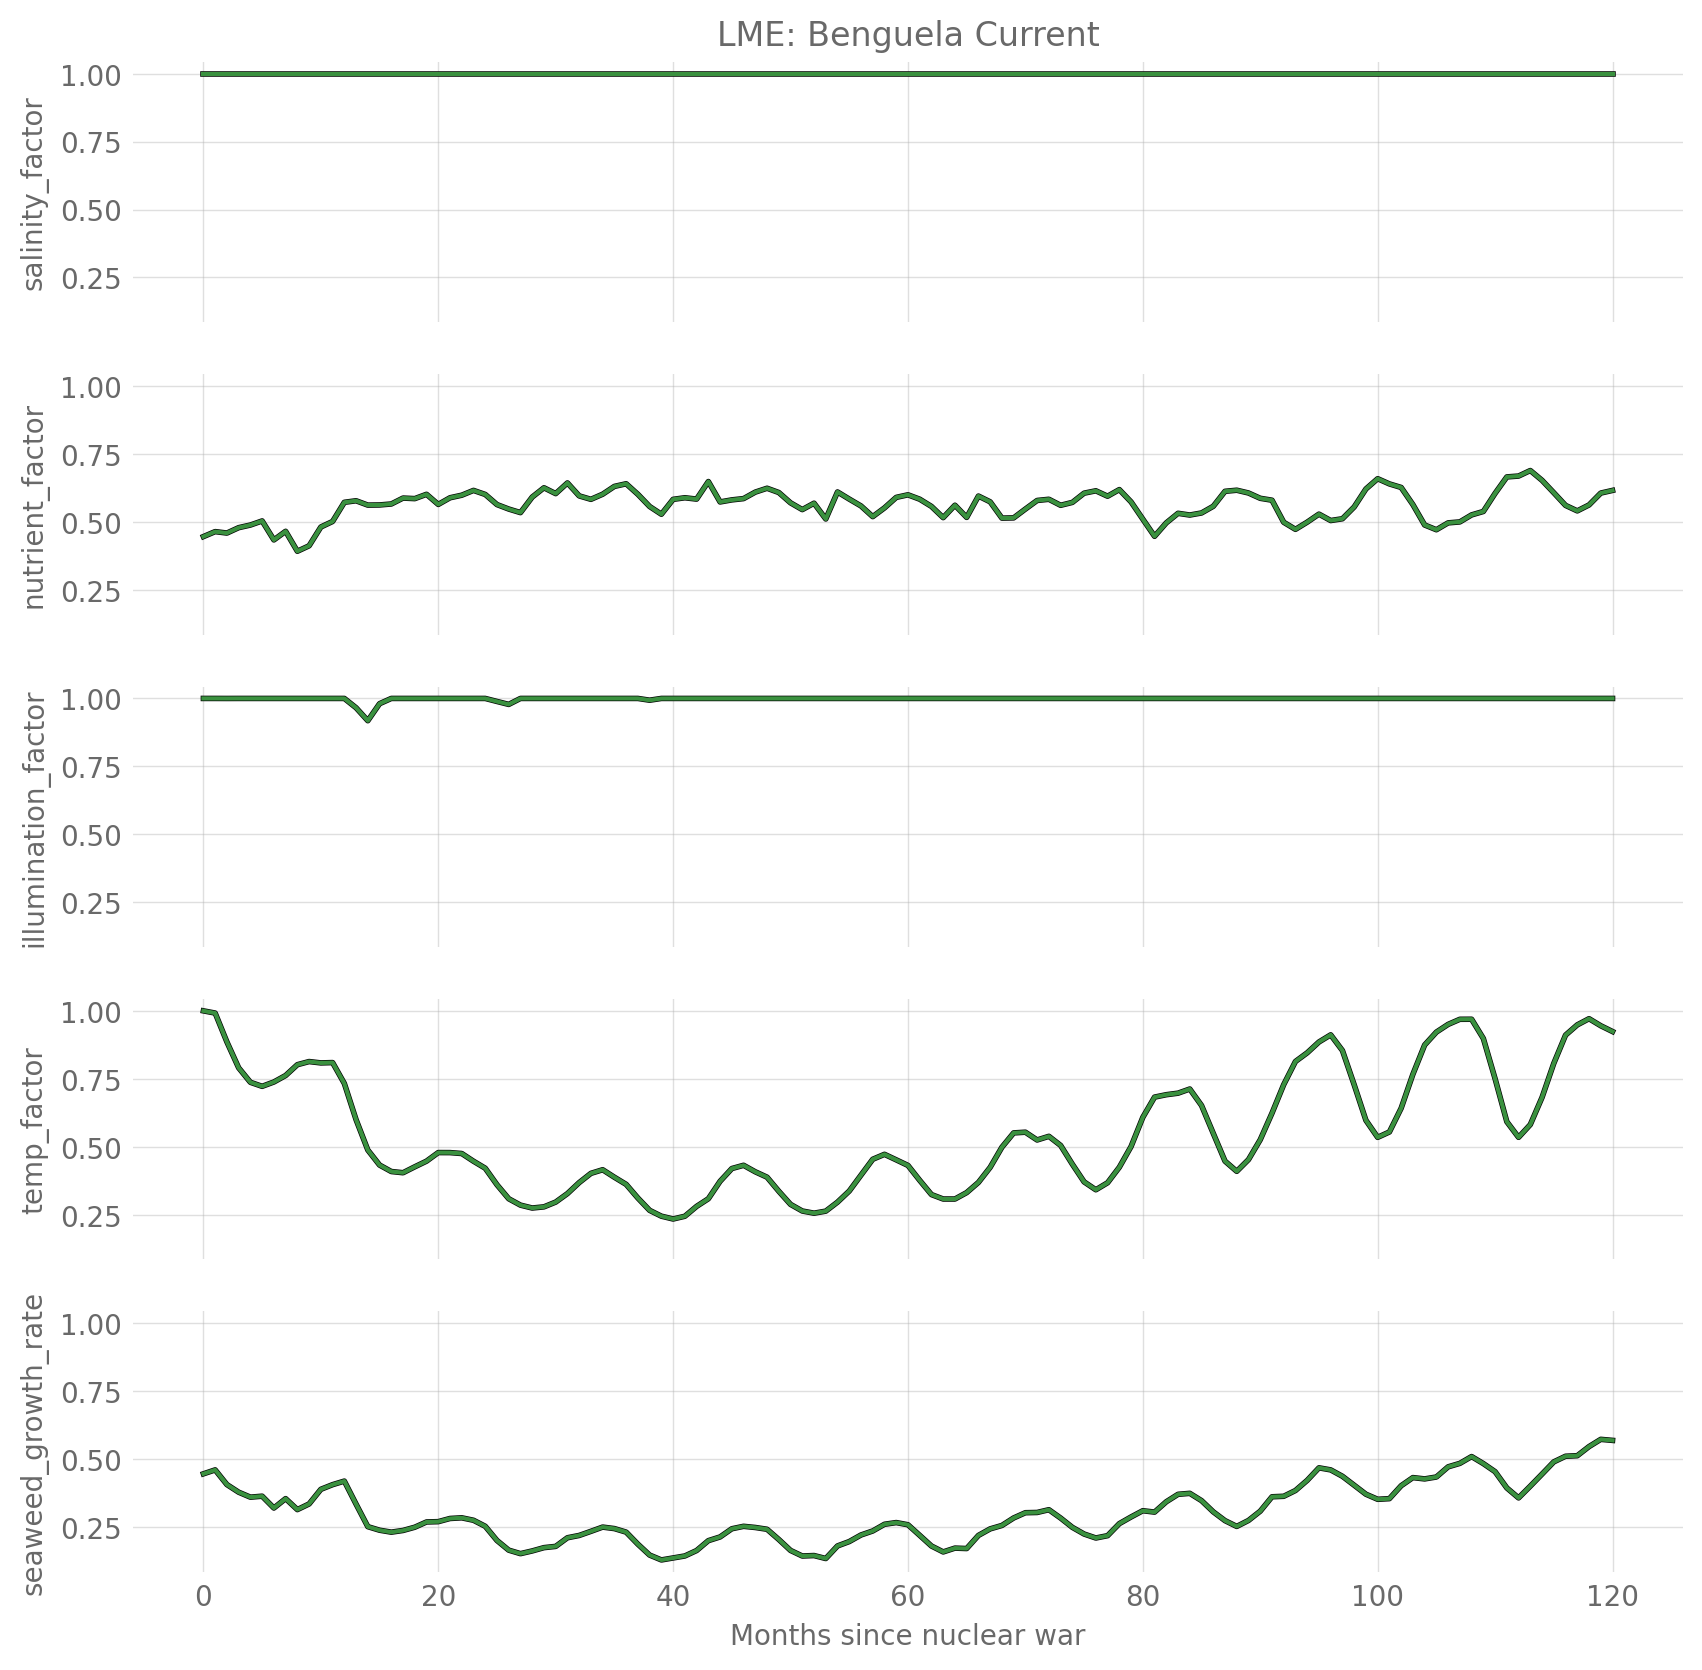 LME: Benguela Current
1.00
0.75
0.50
0.25
salinity_factor
1.00
0.75
0.50
0.25
nutrient_factor
1.00
0.75
0.50
0.25
illumination_factor
1.00
0.75
0.50
0.25
temp_factor
1.00
0.75
0.50
0.25
seaweed_growth_rate
0 20 40 60 80 100 120
Months since nuclear war